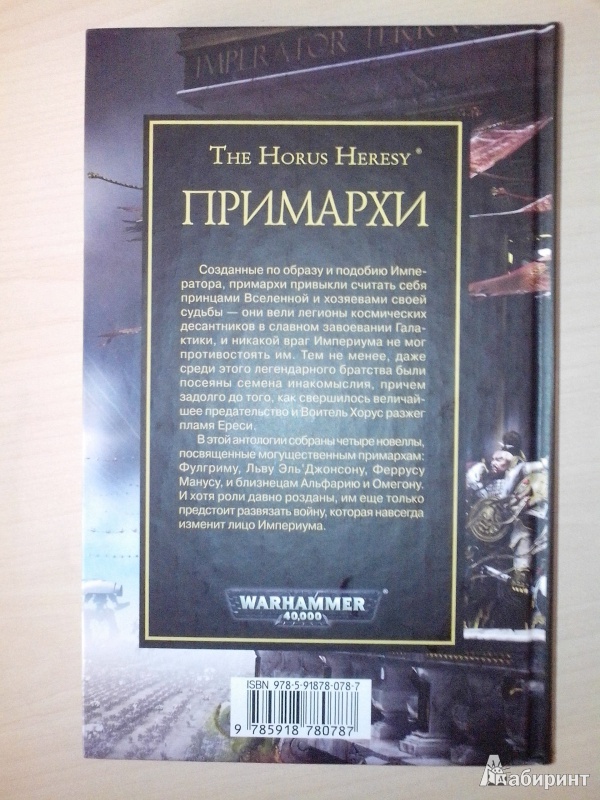 IMPERATOR TERRA
THE HORUS HERESY®
ПРИМАРХИ
Созданные по образу и подобию Импе-
ратора, примархи привыкли считать себя
принцами Вселенной и хозяевами своей
судьбы — они вели легионы космических
десантников в славном завоевании Гала-
ктики, и никакой враг Империума не мог
противостоять им. Тем не менее, даже
среди этого легендарного братства были
посеяны семена инакомыслия, причем
задолго до того, как свершилось величай-
шее предательство и Воитель Хорус разжег
пламя Ереси.
В этой антологии собраны четыре новеллы,
посвященные могущественным примархам:
Фулгриму, Льву Эль'Джонсону, Феррусу
Манусу, и близнецам Альфарию и Омегону.
И хотя роли давно розданы, им еще только
предстоит развязать войну, которая навсегда
изменит лицо Империума.
WARHAMMER
40,000
ISBN 978-5-91878-078-7
9 785918 780787
Лабиринт